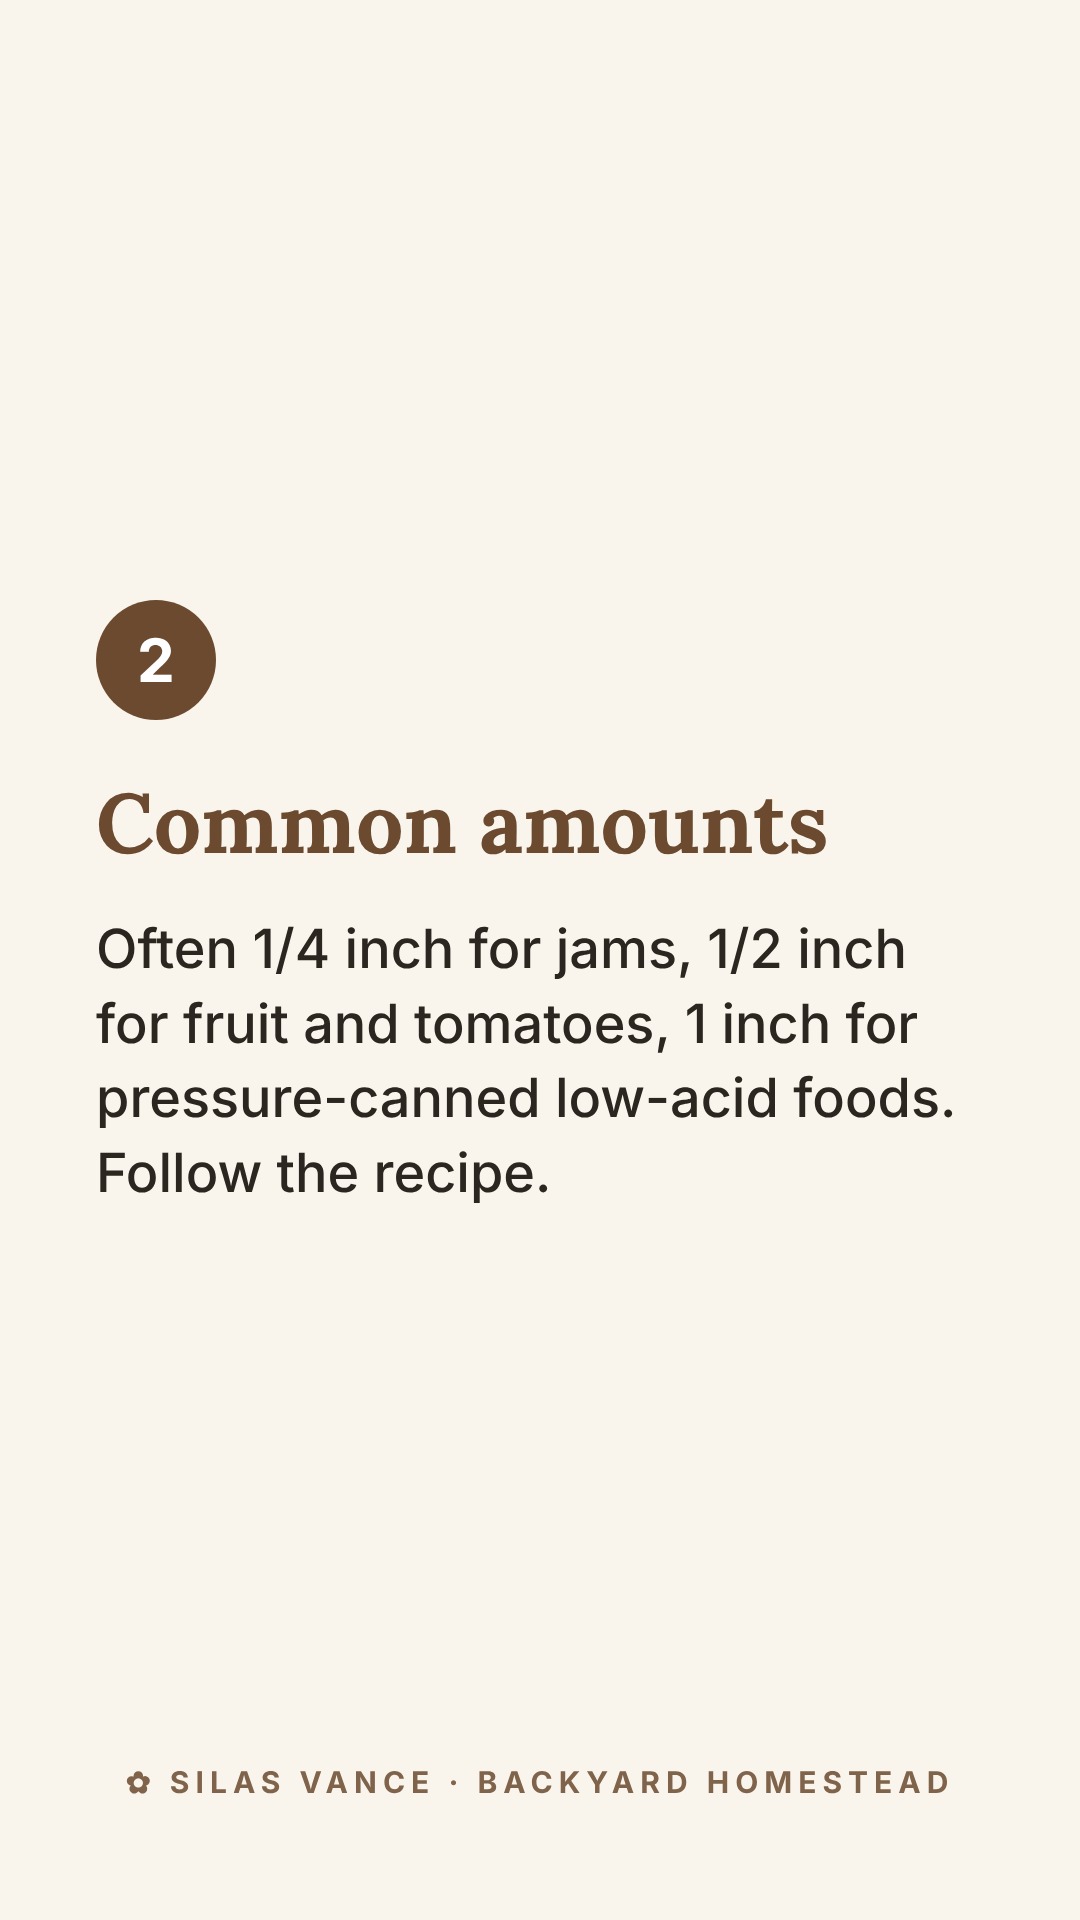 2
Common amounts
Often 1/4 inch for jams, 1/2 inch
for fruit and tomatoes, 1 inch for
pressure-canned low-acid foods.
Follow the recipe.
✿ SILAS VANCE · BACKYARD HOMESTEAD